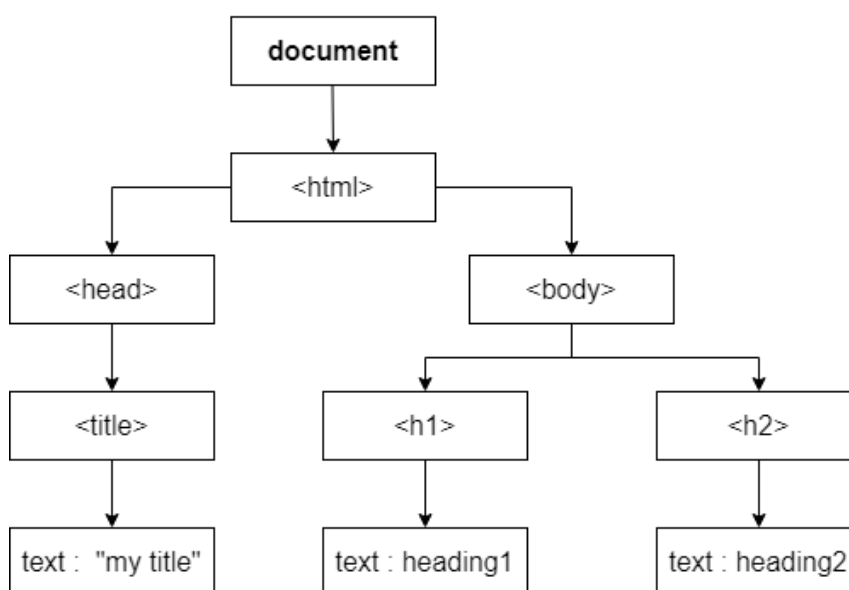 document
<html>
<head>
<body>
<title>
<h1>
<h2>
text :  "my title"
text : heading1
text : heading2